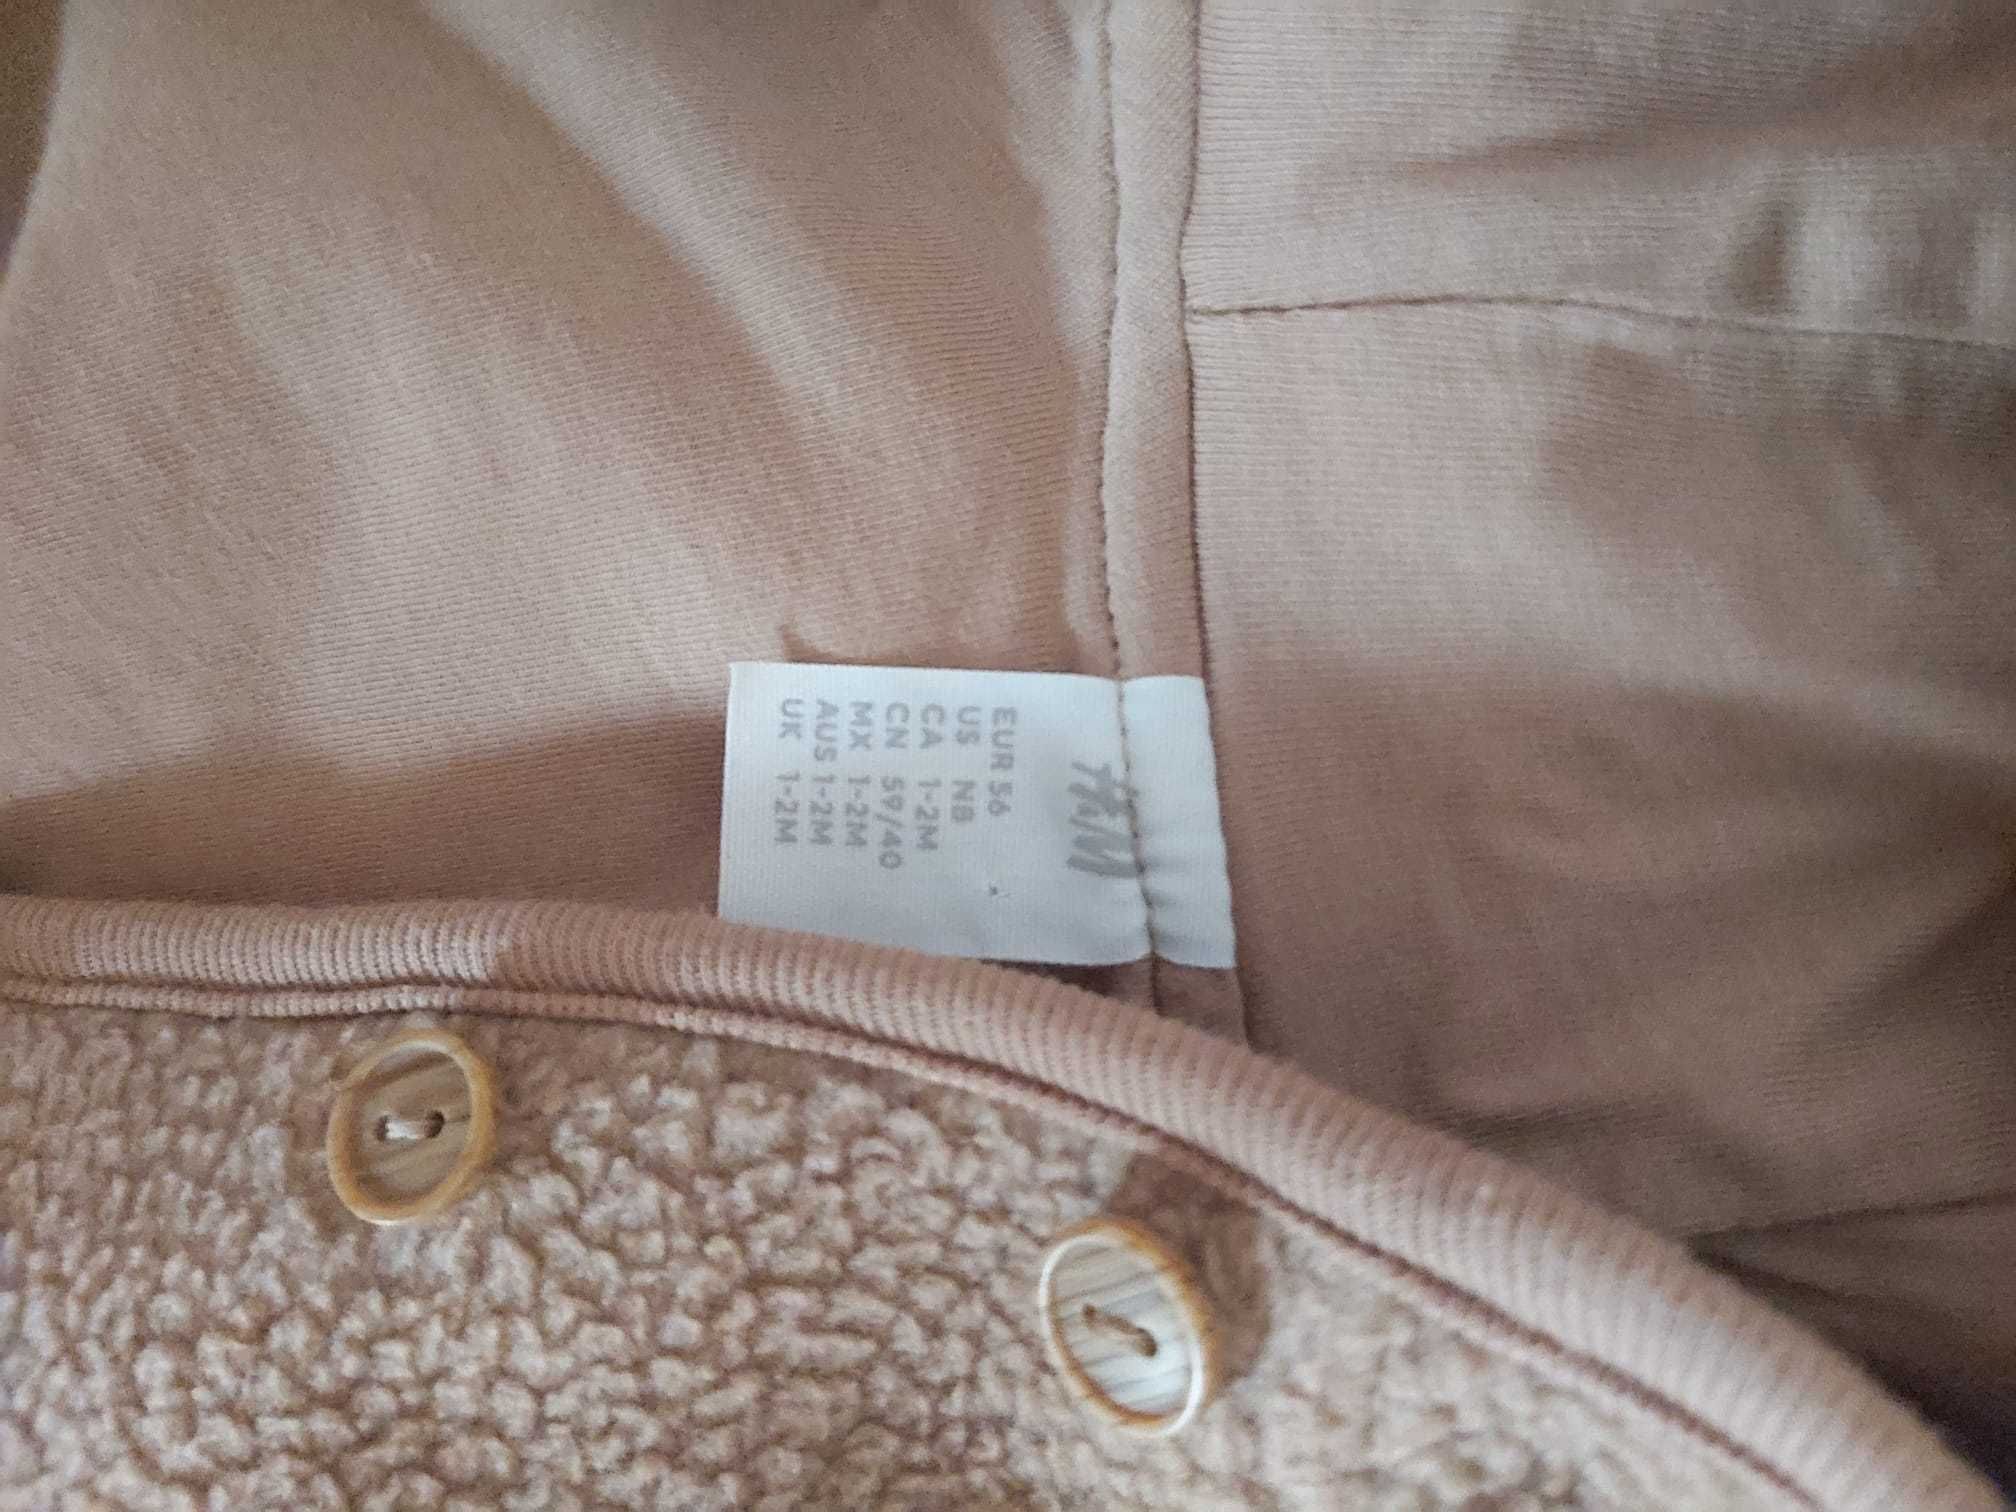 H&M
EUR 56
US NB
CA 1-2M
CN 59/40
MX 1-2M
AUS 1-2M
UK 1-2M